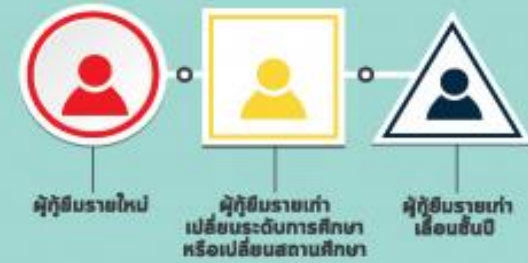 ผู้กู้ยืมรายใหม่
ผู้กู้ยืมรายเก่า
เปลี่ยนระดับการศึกษา
หรือเปลี่ยนสถานศึกษา
ผู้กู้ยืมรายเก่า
เลื่อนชั้นปี